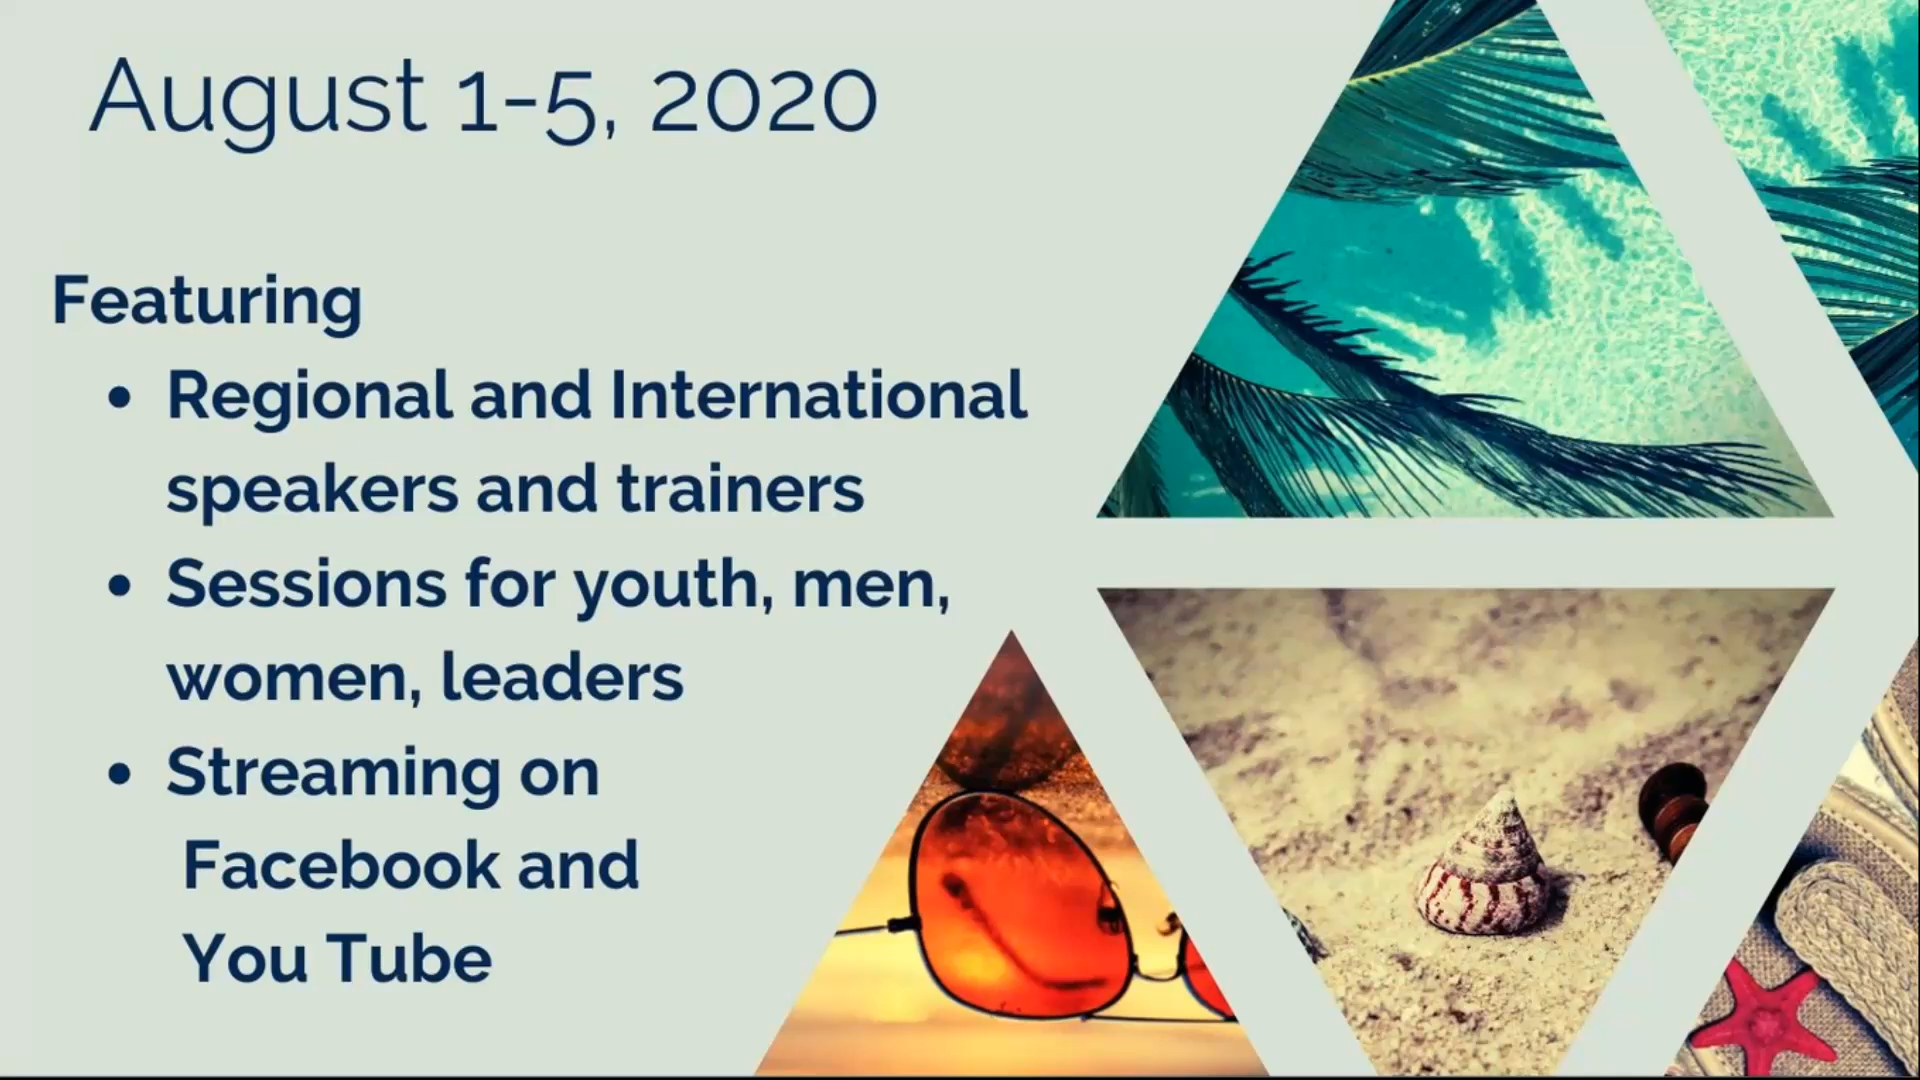 August 1-5, 2020
Featuring
• Regional and International
speakers and trainers
• Sessions for youth, men,
women, leaders
• Streaming on
Facebook and
You Tube